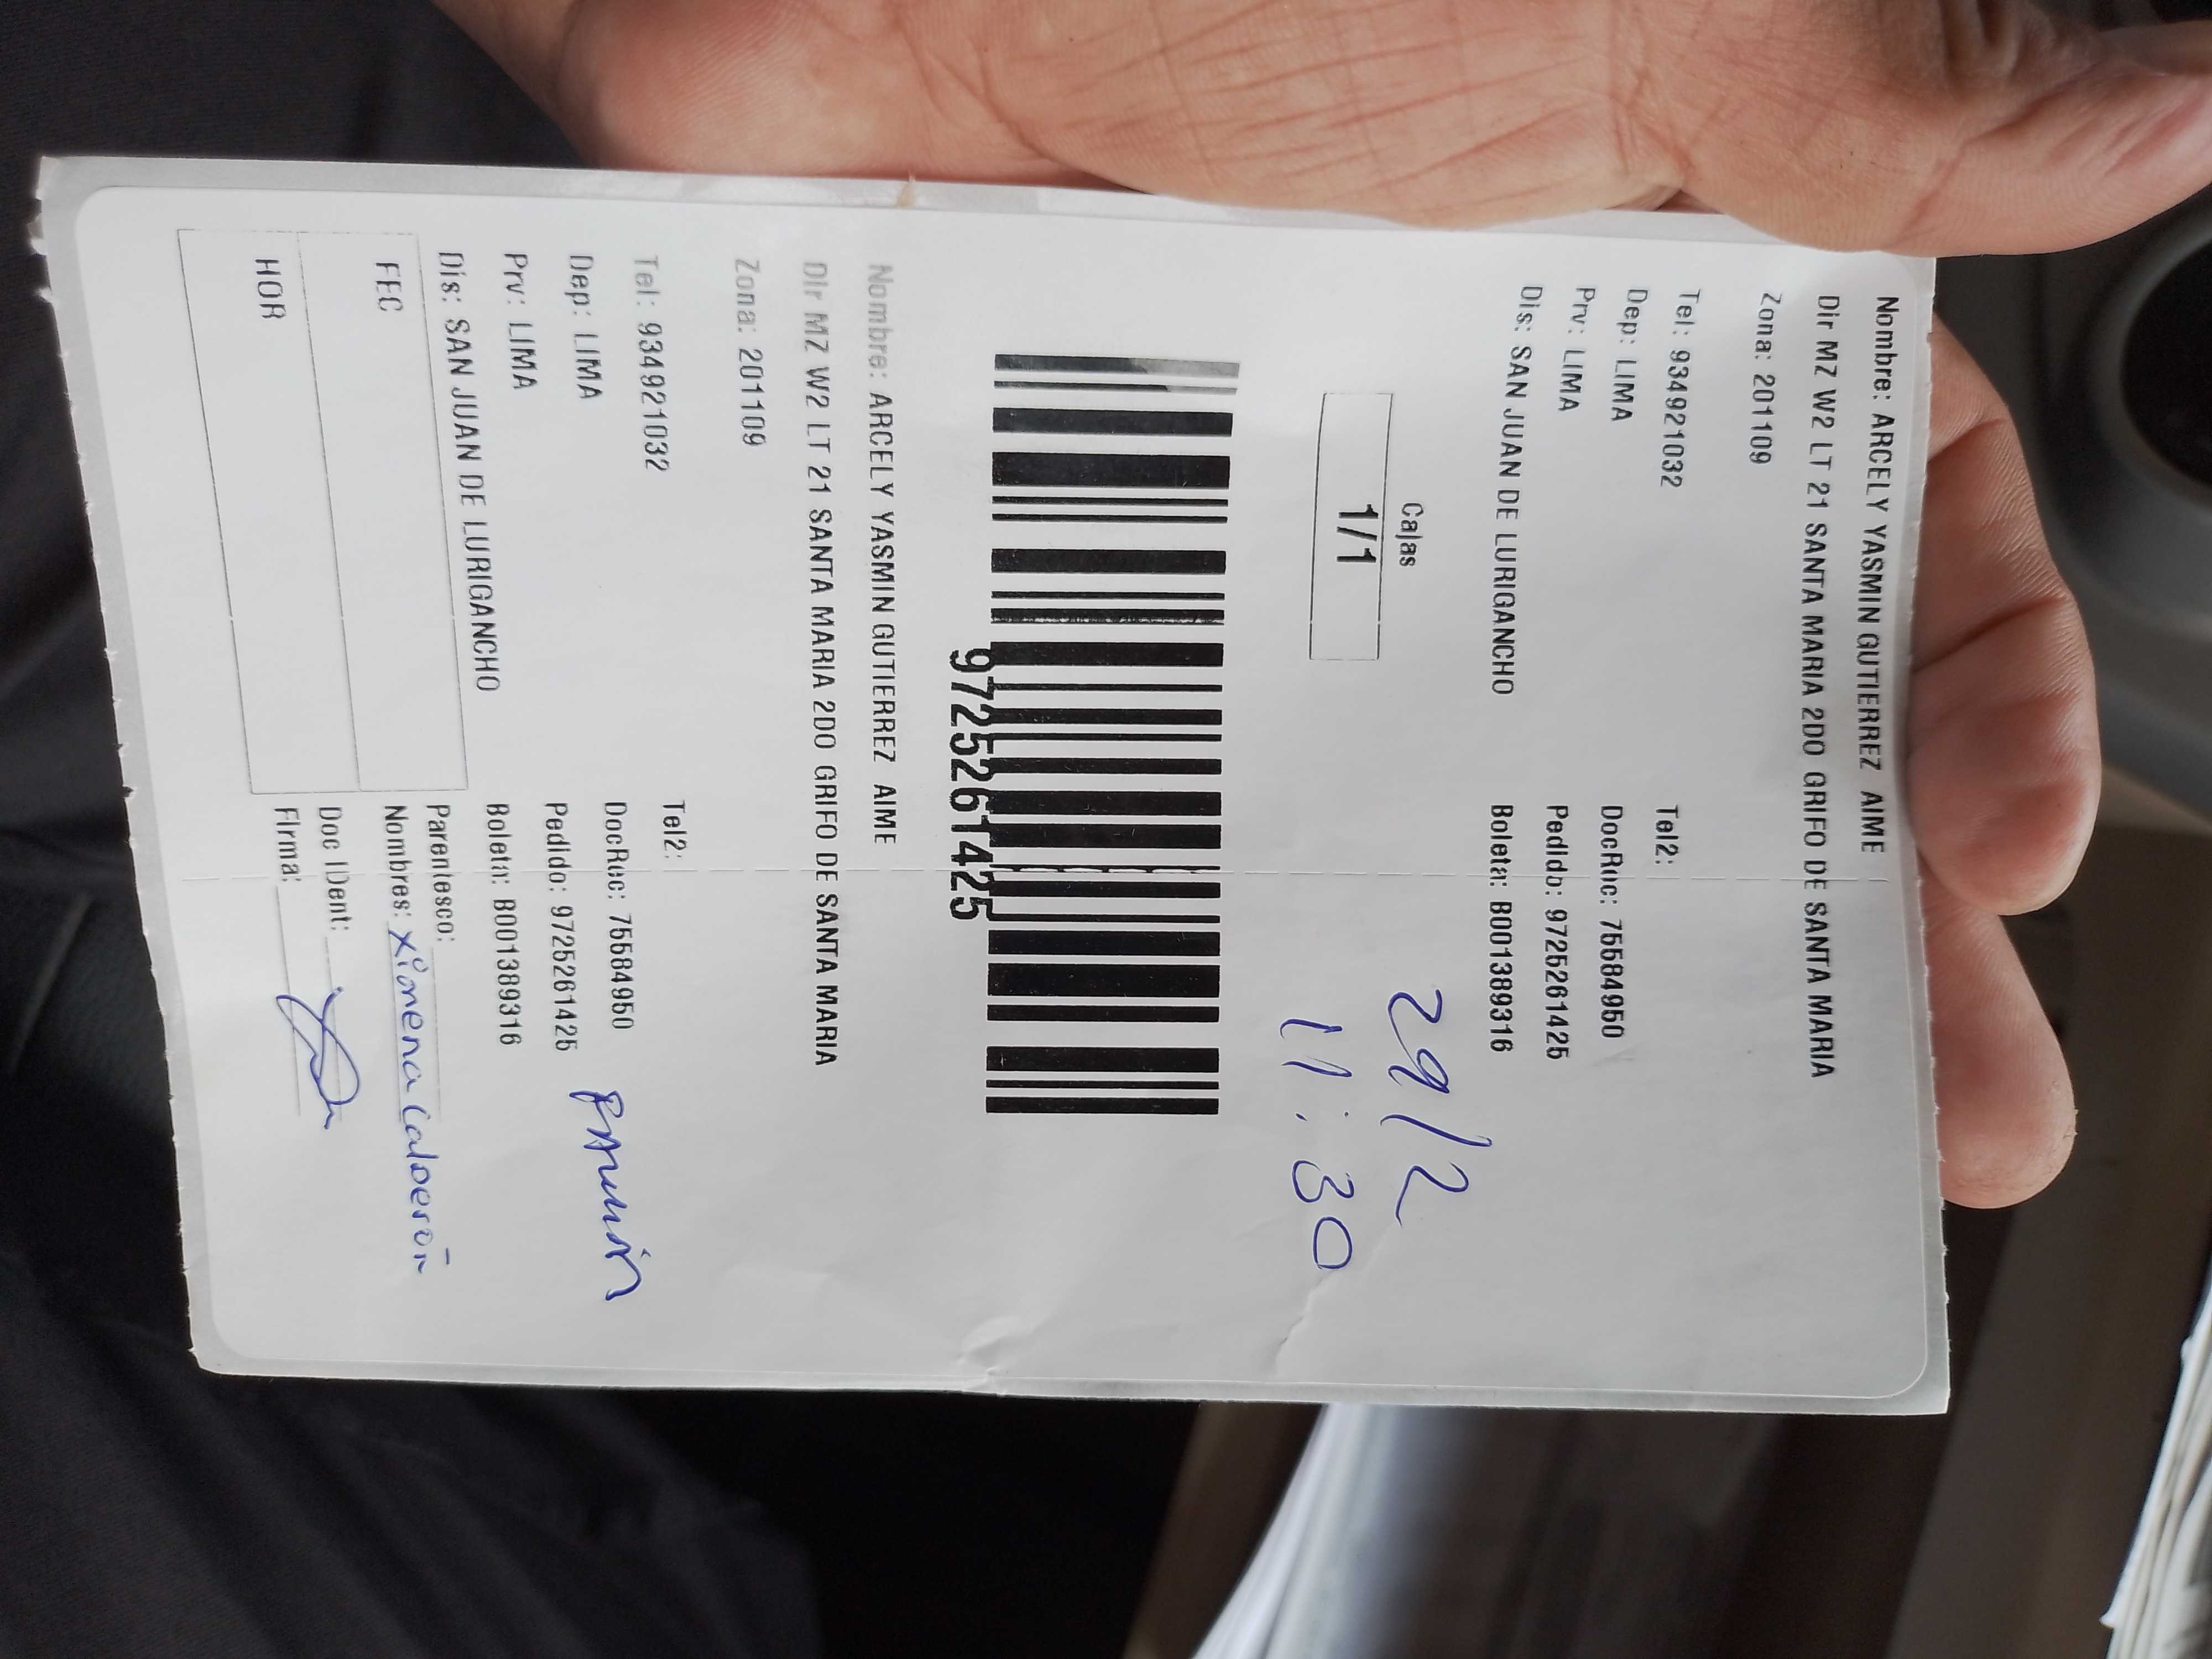 Nombre: ARCELY YASMIN GUTIERREZ AIME
Dir MZ W2 LT 21 SANTA MARIA 2DO GRIFO DE SANTA MARIA
Zona: 201109
Tel: 934921032 Tel2:
Dep: LIMA DocRuc: 75584950
Prv: LIMA Pedido: 9725261425
Dis: SAN JUAN DE LURIGANCHO Boleta: B001389316
29/2
Cajas
1/1
11:30
9725261425
Nombre: ARCELY YASMIN GUTIERREZ AIME
Dir MZ W2 LT 21 SANTA MARIA 2DO GRIFO DE SANTA MARIA
Zona: 201109
Tel: 934921032 Tel2:
Dep: LIMA DocRuc: 75584950
Prv: LIMA Pedido: 9725261425
Dis: SAN JUAN DE LURIGANCHO Boleta: B001389316
FEC Parentesco:
Nombres: Ximena Calderón
HOR Doc IDent:
Firma: